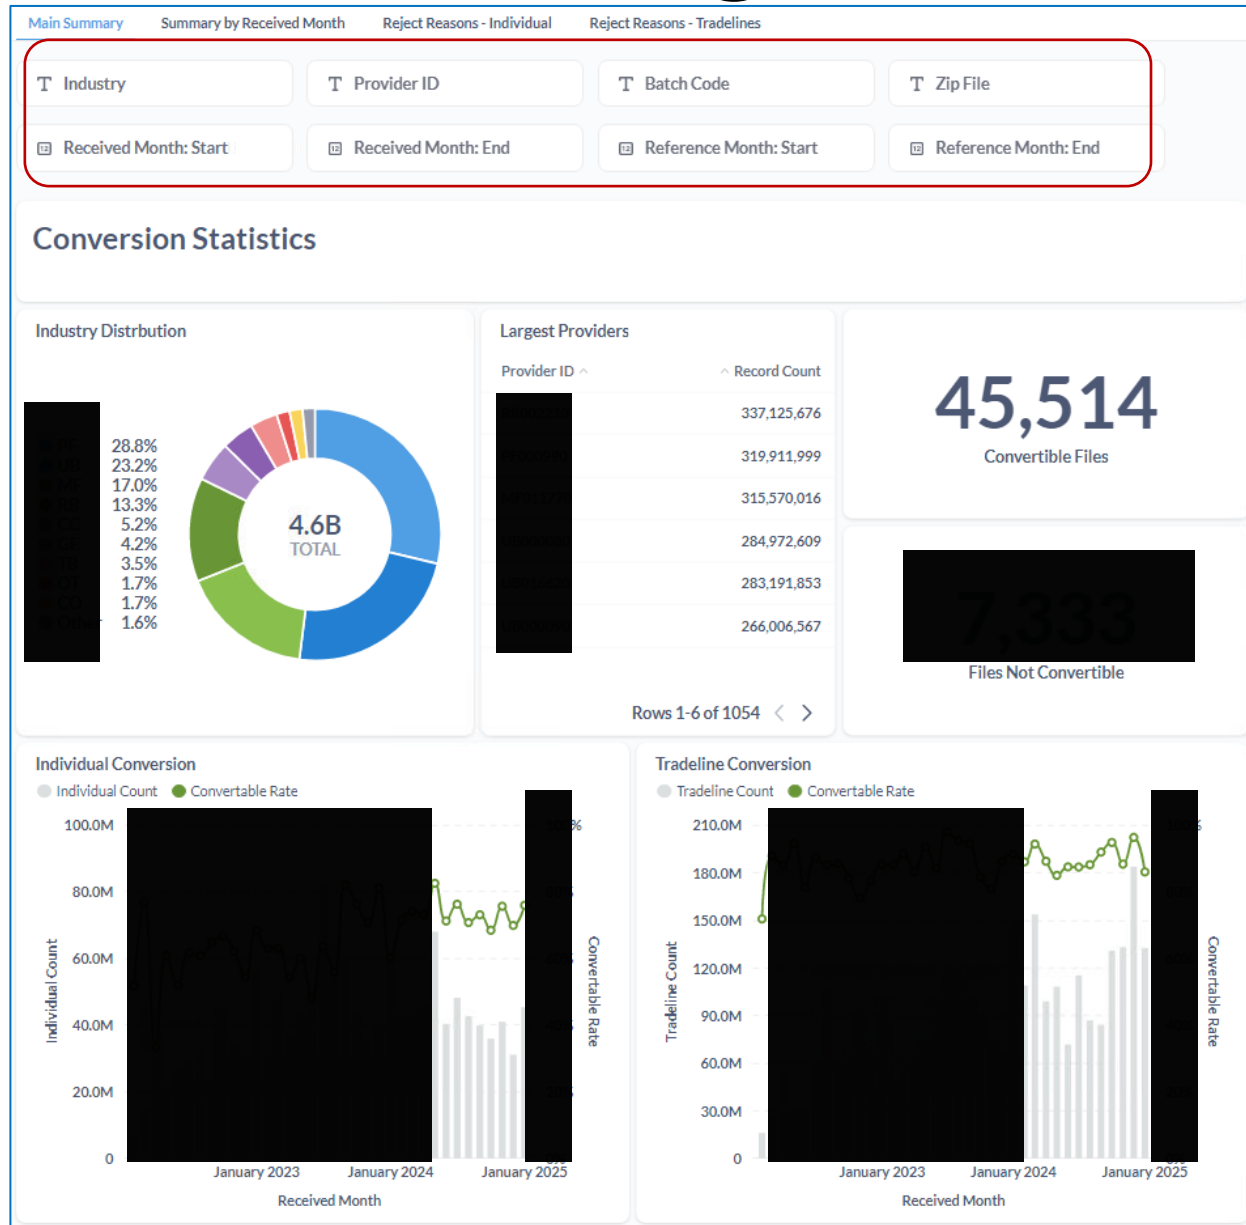 Main Summary Summary by Received Month Reject Reasons - Individual Reject Reasons - Tradelines
Industry Provider ID Batch Code Zip File
Received Month: Start Received Month: End Reference Month: Start Reference Month: End
Conversion Statistics
Industry Distrbution
28.8%
23.2%
17.0%
13.3%
5.2%
4.2%
3.5%
1.7%
1.7%
1.6%
4.6B
TOTAL
Largest Providers
Provider ID Record Count
337,125,676
319,911,999
315,570,016
284,972,609
283,191,853
266,006,567
Rows 1-6 of 1054
45,514
Convertible Files
Files Not Convertible
Individual Conversion
Individual Count Convertable Rate
100.0M
80.0M
60.0M
40.0M
20.0M
0
Individual Count
Convertable Rate
January 2023 January 2024 January 2025
Received Month
Tradeline Conversion
Tradeline Count Convertable Rate
210.0M
180.0M
150.0M
120.0M
90.0M
60.0M
30.0M
0
Tradeline Count
Convertable Rate
January 2023 January 2024 January 2025
Received Month